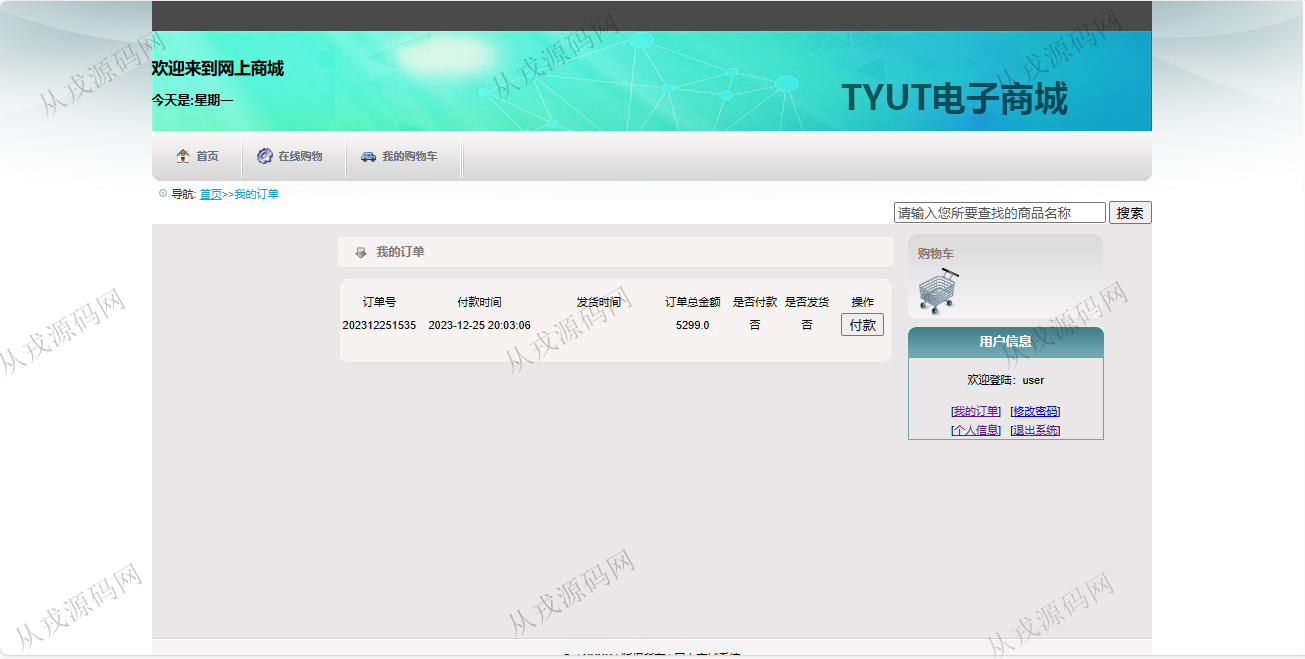 欢迎来到网上商城
今天是:星期一
TYUT电子商城
首页 在线购物 我的购物车
导航: 首页>>我的订单
请输入您所要查找的商品名称 搜索
我的订单
订单号 付款时间 发货时间 订单总金额 是否付款 是否发货 操作
202312251535 2023-12-25 20:03:06 5299.0 否 否 付款
购物车
用户信息
欢迎登陆: user
[我的订单] [修改密码]
[个人信息] [退出系统]
从戎源码网
从戎源码网
从戎源码网
从戎源码网
从戎源码网
从戎源码网
从戎源码网
从戎源码网
从戎源码网